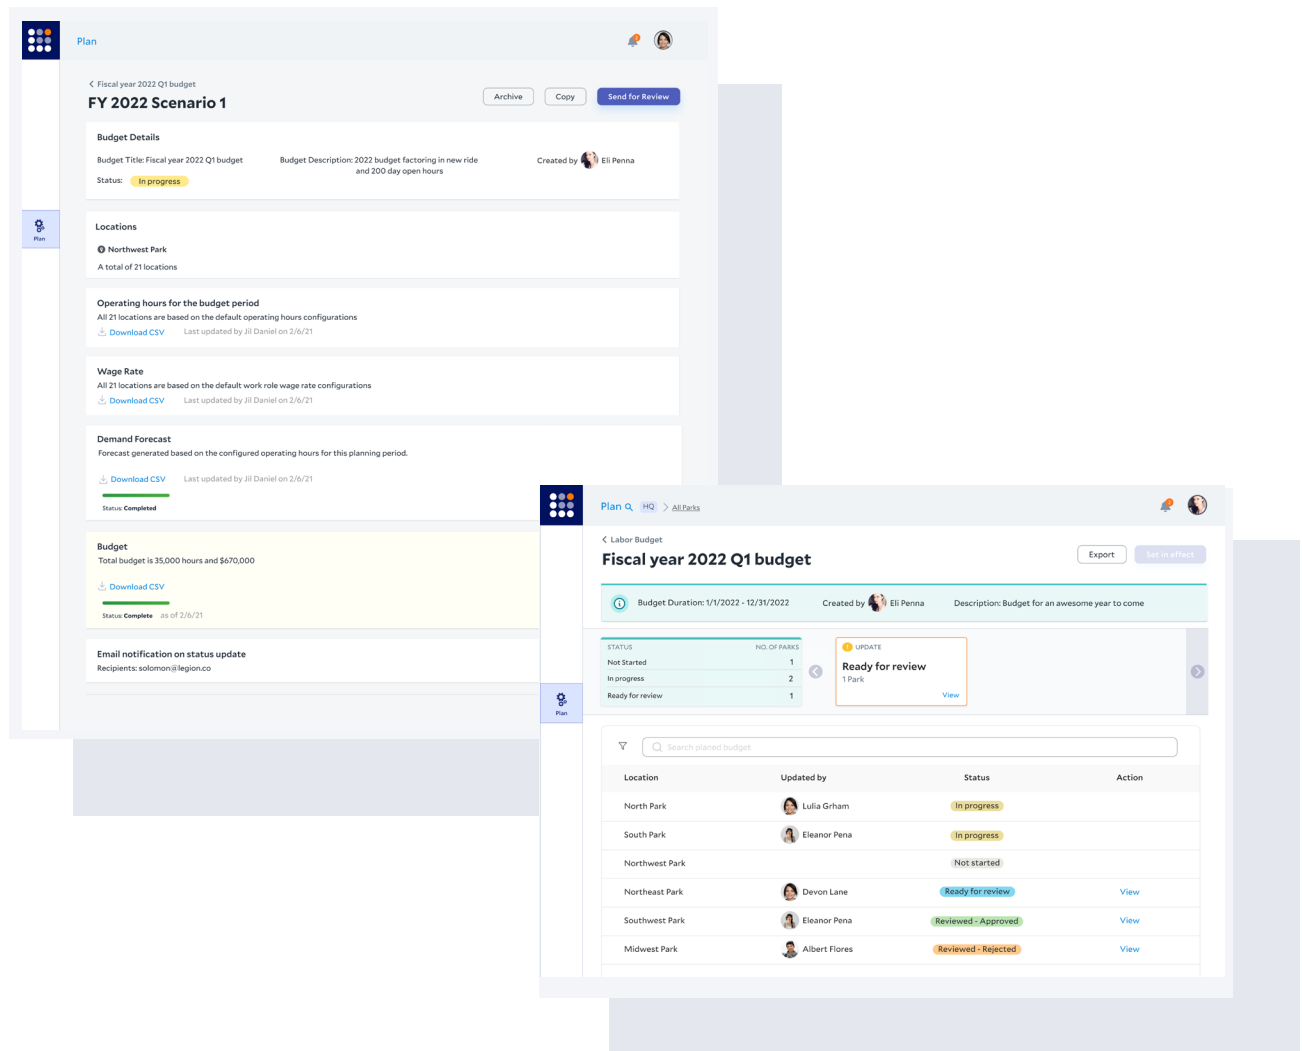 Plan
2
Fiscal year 2022 Q1 budget
FY 2022 Scenario 1
Archive
Copy
Send for Review
Budget Details
Budget Title: Fiscal year 2022 Q1 budget
Budget Description: 2022 budget factoring in new ride
and 200 day open hours
Created by Eli Penna
Status: In progress
Plan
Locations
Northwest Park
A total of 21 locations
Operating hours for the budget period
All 21 locations are based on the default operating hours configurations
Download CSV Last updated by Jil Daniel on 2/6/21
Wage Rate
All 21 locations are based on the default work role wage rate configurations
Download CSV Last updated by Jil Daniel on 2/6/21
Demand Forecast
Forecast generated based on the configured operating hours for this planning period.
Download CSV Last updated by Jil Daniel on 2/6/21
Status: Completed
Budget
Total budget is 35,000 hours and $670,000
Download CSV
Status: Complete as of 2/6/21
Email notification on status update
Recipients: solomon@legion.co
Plan HQ All Parks
2
Labor Budget
Fiscal year 2022 Q1 budget
Export
Set in effect
Budget Duration: 1/1/2022 - 12/31/2022 Created by Eli Penna Description: Budget for an awesome year to come
STATUS NO. OF PARKS
Not Started 1
In progress 2
Ready for review 1
UPDATE
Ready for review
1 Park
View
Plan
Search planed budget
Location Updated by Status Action
North Park Lulia Grham In progress
South Park Eleanor Pena In progress
Northwest Park Not started
Northeast Park Devon Lane Ready for review View
Southwest Park Eleanor Pena Reviewed - Approved View
Midwest Park Albert Flores Reviewed - Rejected View